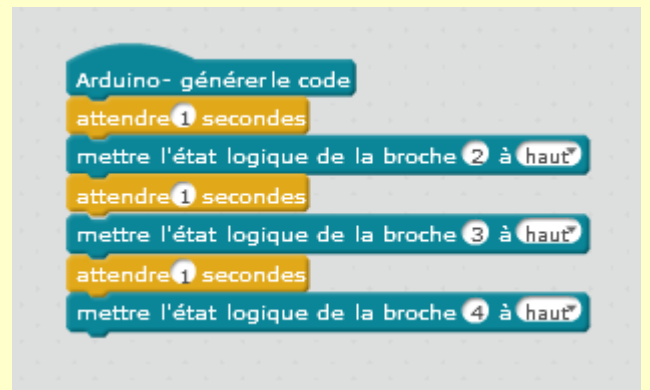 Arduino- générer le code
attendre 1 secondes
mettre l'état logique de la broche 2 à haut
attendre 1 secondes
mettre l'état logique de la broche 3 à haut
attendre 1 secondes
mettre l'état logique de la broche 4 à haut